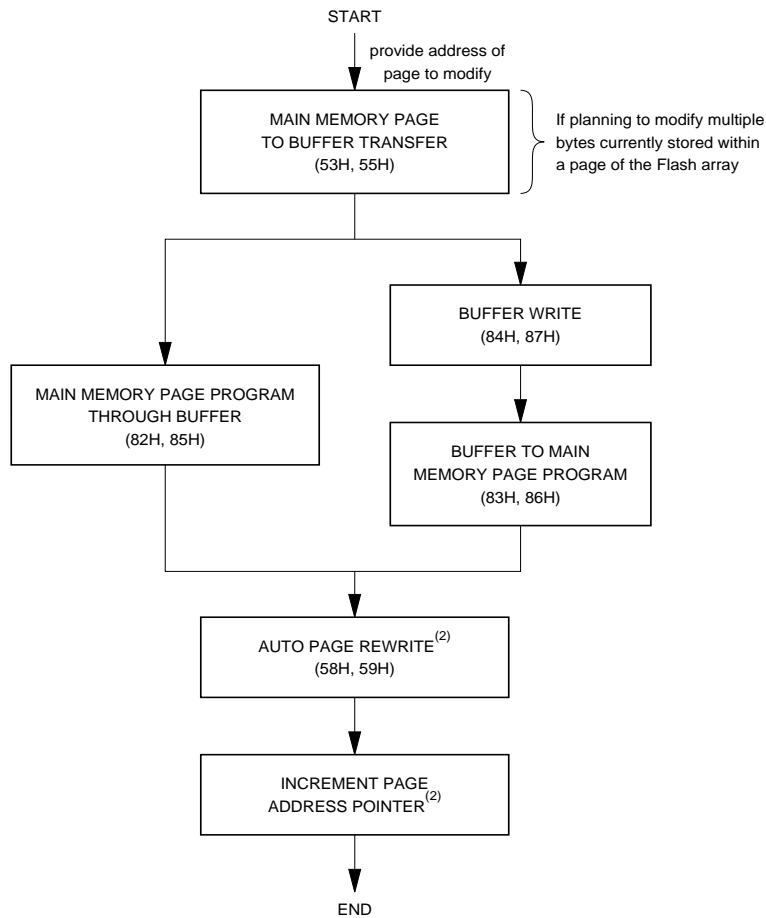 START
provide address of
page to modify
MAIN MEMORY PAGE
TO BUFFER TRANSFER
(53H, 55H)
If planning to modify multiple
bytes currently stored within
a page of the Flash array
BUFFER WRITE
(84H, 87H)
MAIN MEMORY PAGE PROGRAM
THROUGH BUFFER
(82H, 85H)
BUFFER TO MAIN
MEMORY PAGE PROGRAM
(83H, 86H)
AUTO PAGE REWRITE(2)
(58H, 59H)
INCREMENT PAGE
ADDRESS POINTER(2)
END